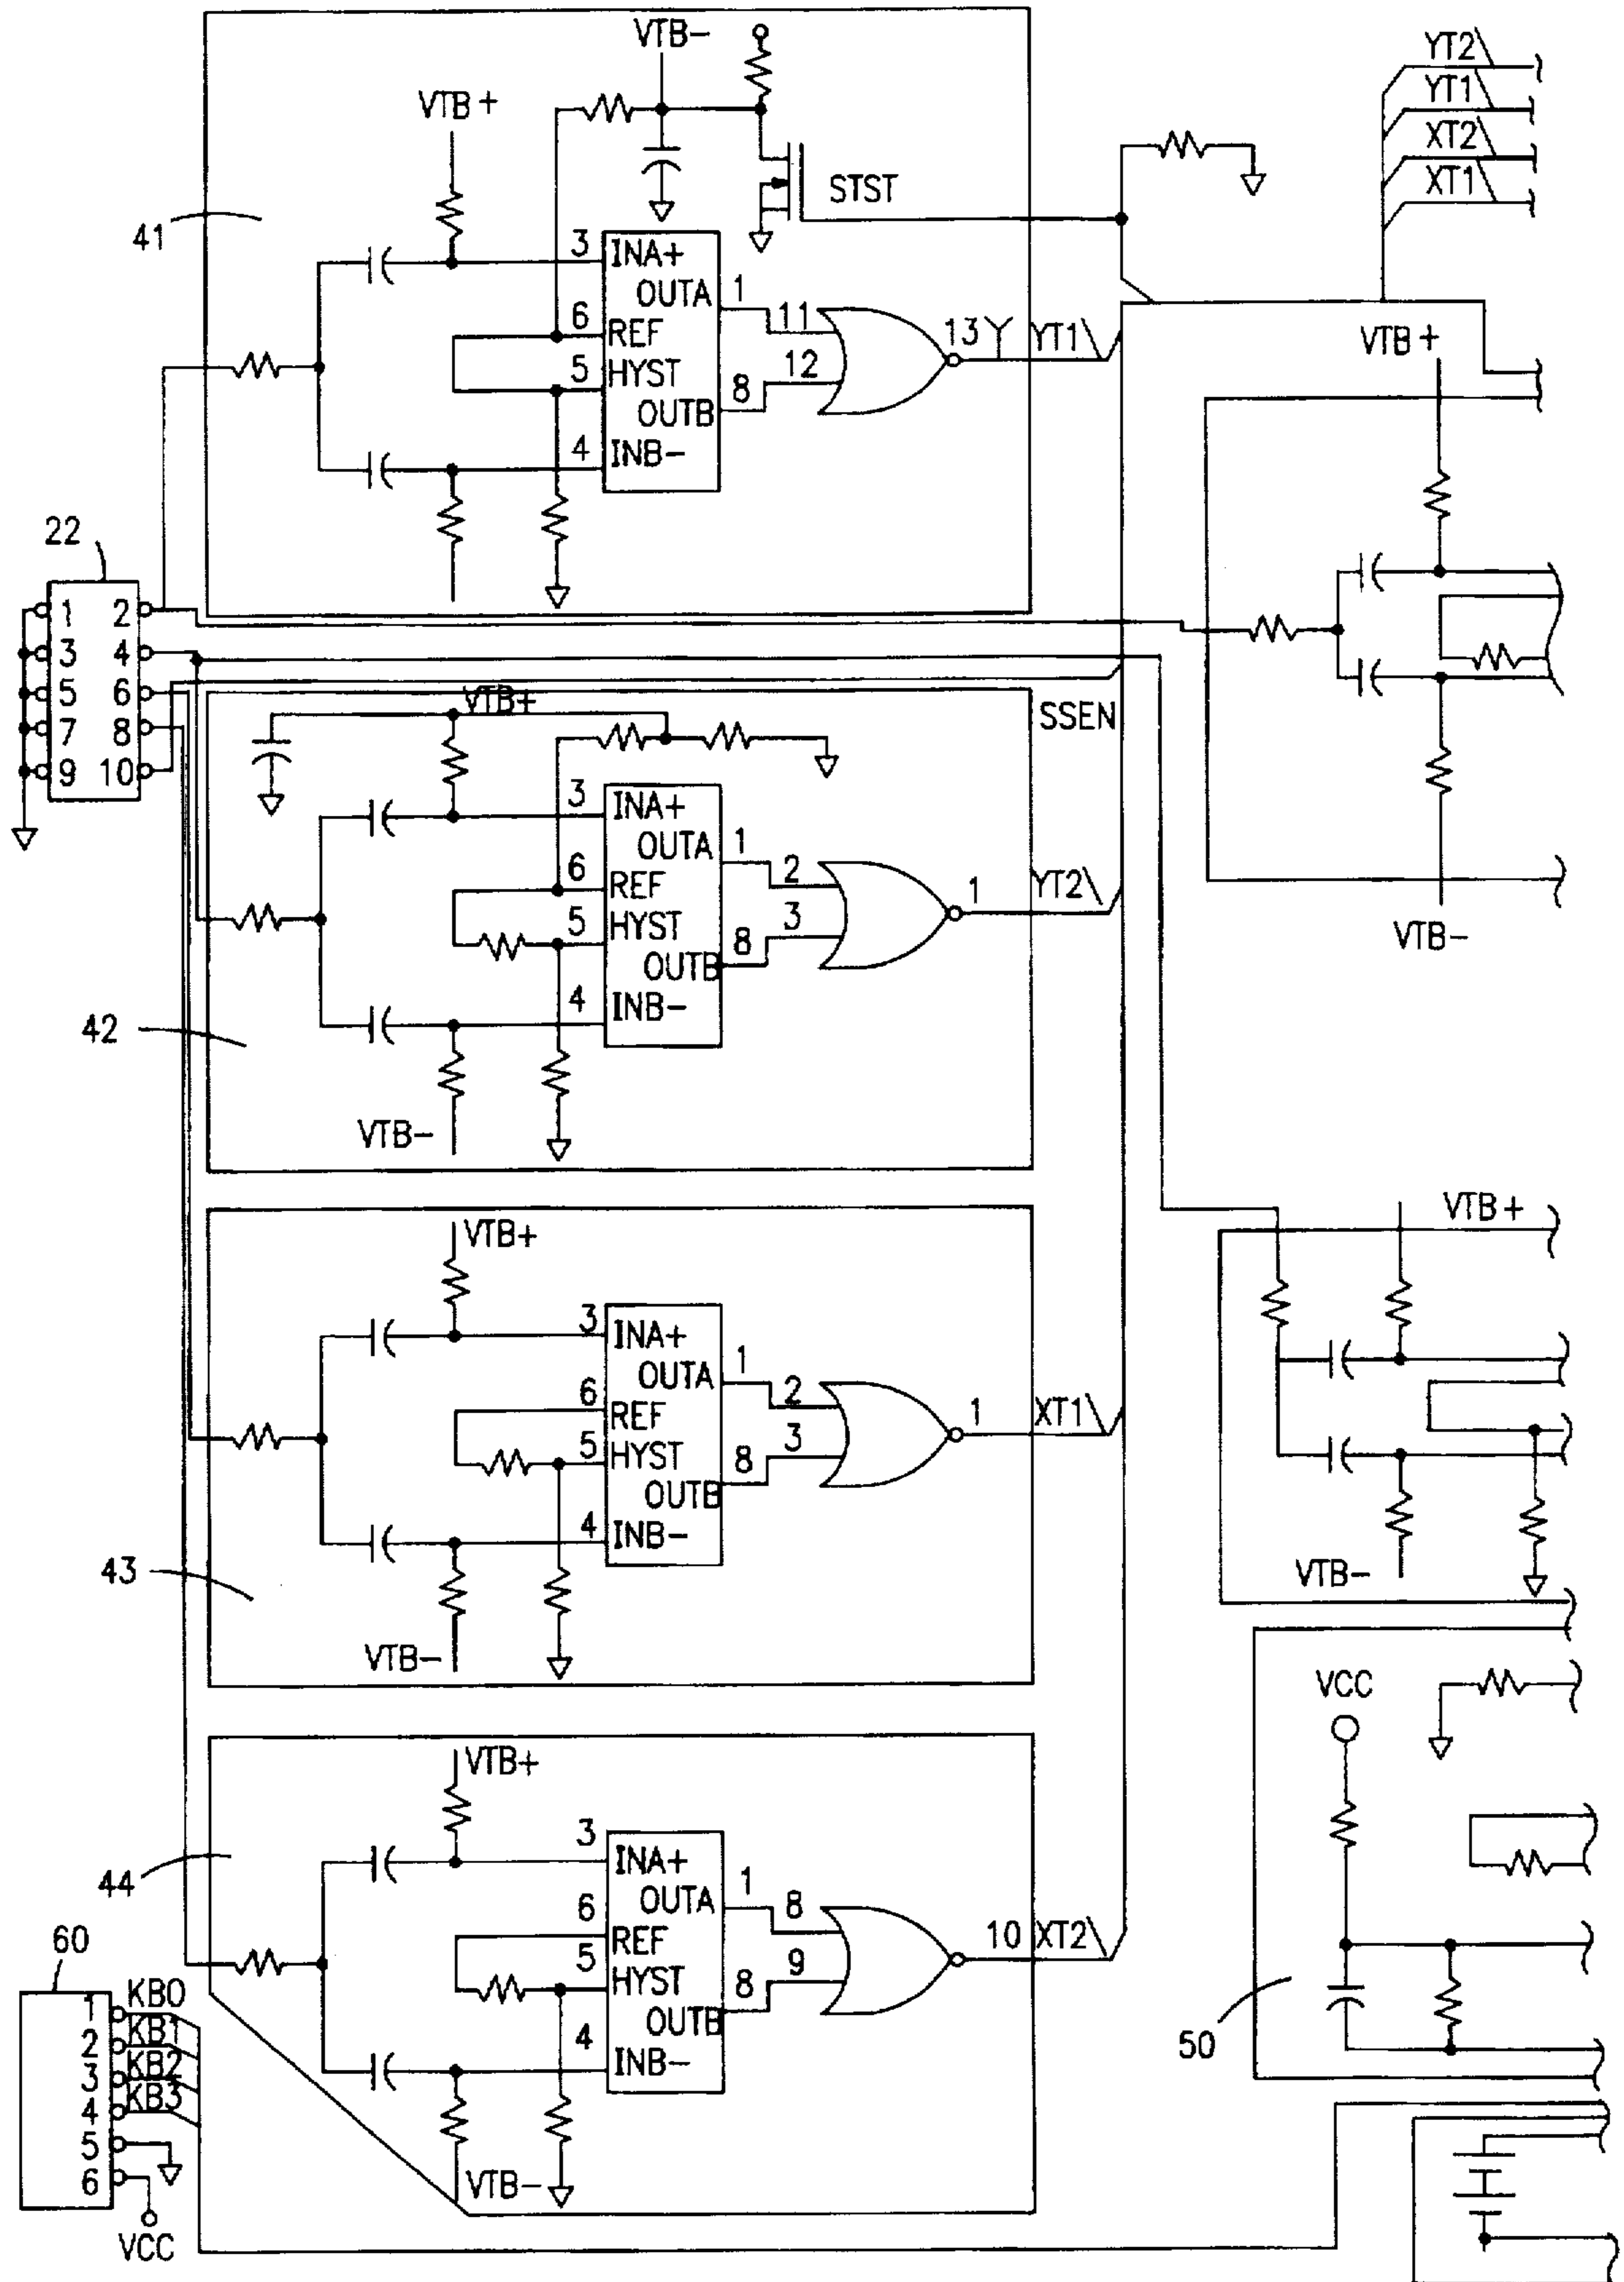 VTB-
YT2\
YT1\
XT2\
XT1\
VTB+
STST
41
3 INA+
OUTA 1 11
6 REF
5 HYST 12
OUTB 8
4 INB-
13 Y YT1\
VTB+
22
1 2
3 4
5 6
7 8
9 10
VTB+
SSEN
3 INA+
OUTA 1 2
6 REF
5 HYST 3
OUTB 8
4 INB-
1 YT2\
VTB-
42
VTB-
VTB+
VTB+
3 INA+
OUTA 1 2
6 REF
5 HYST 3
OUTB 8
4 INB-
1 XT1\
43
VTB-
VTB-
VCC
VTB+
44
3 INA+
OUTA 1 8
6 REF
5 HYST 9
OUTB 8
4 INB-
10 XT2\
VTB-
50
60
1 KB0
2 KB1
3 KB2
4 KB3
5
6
VCC